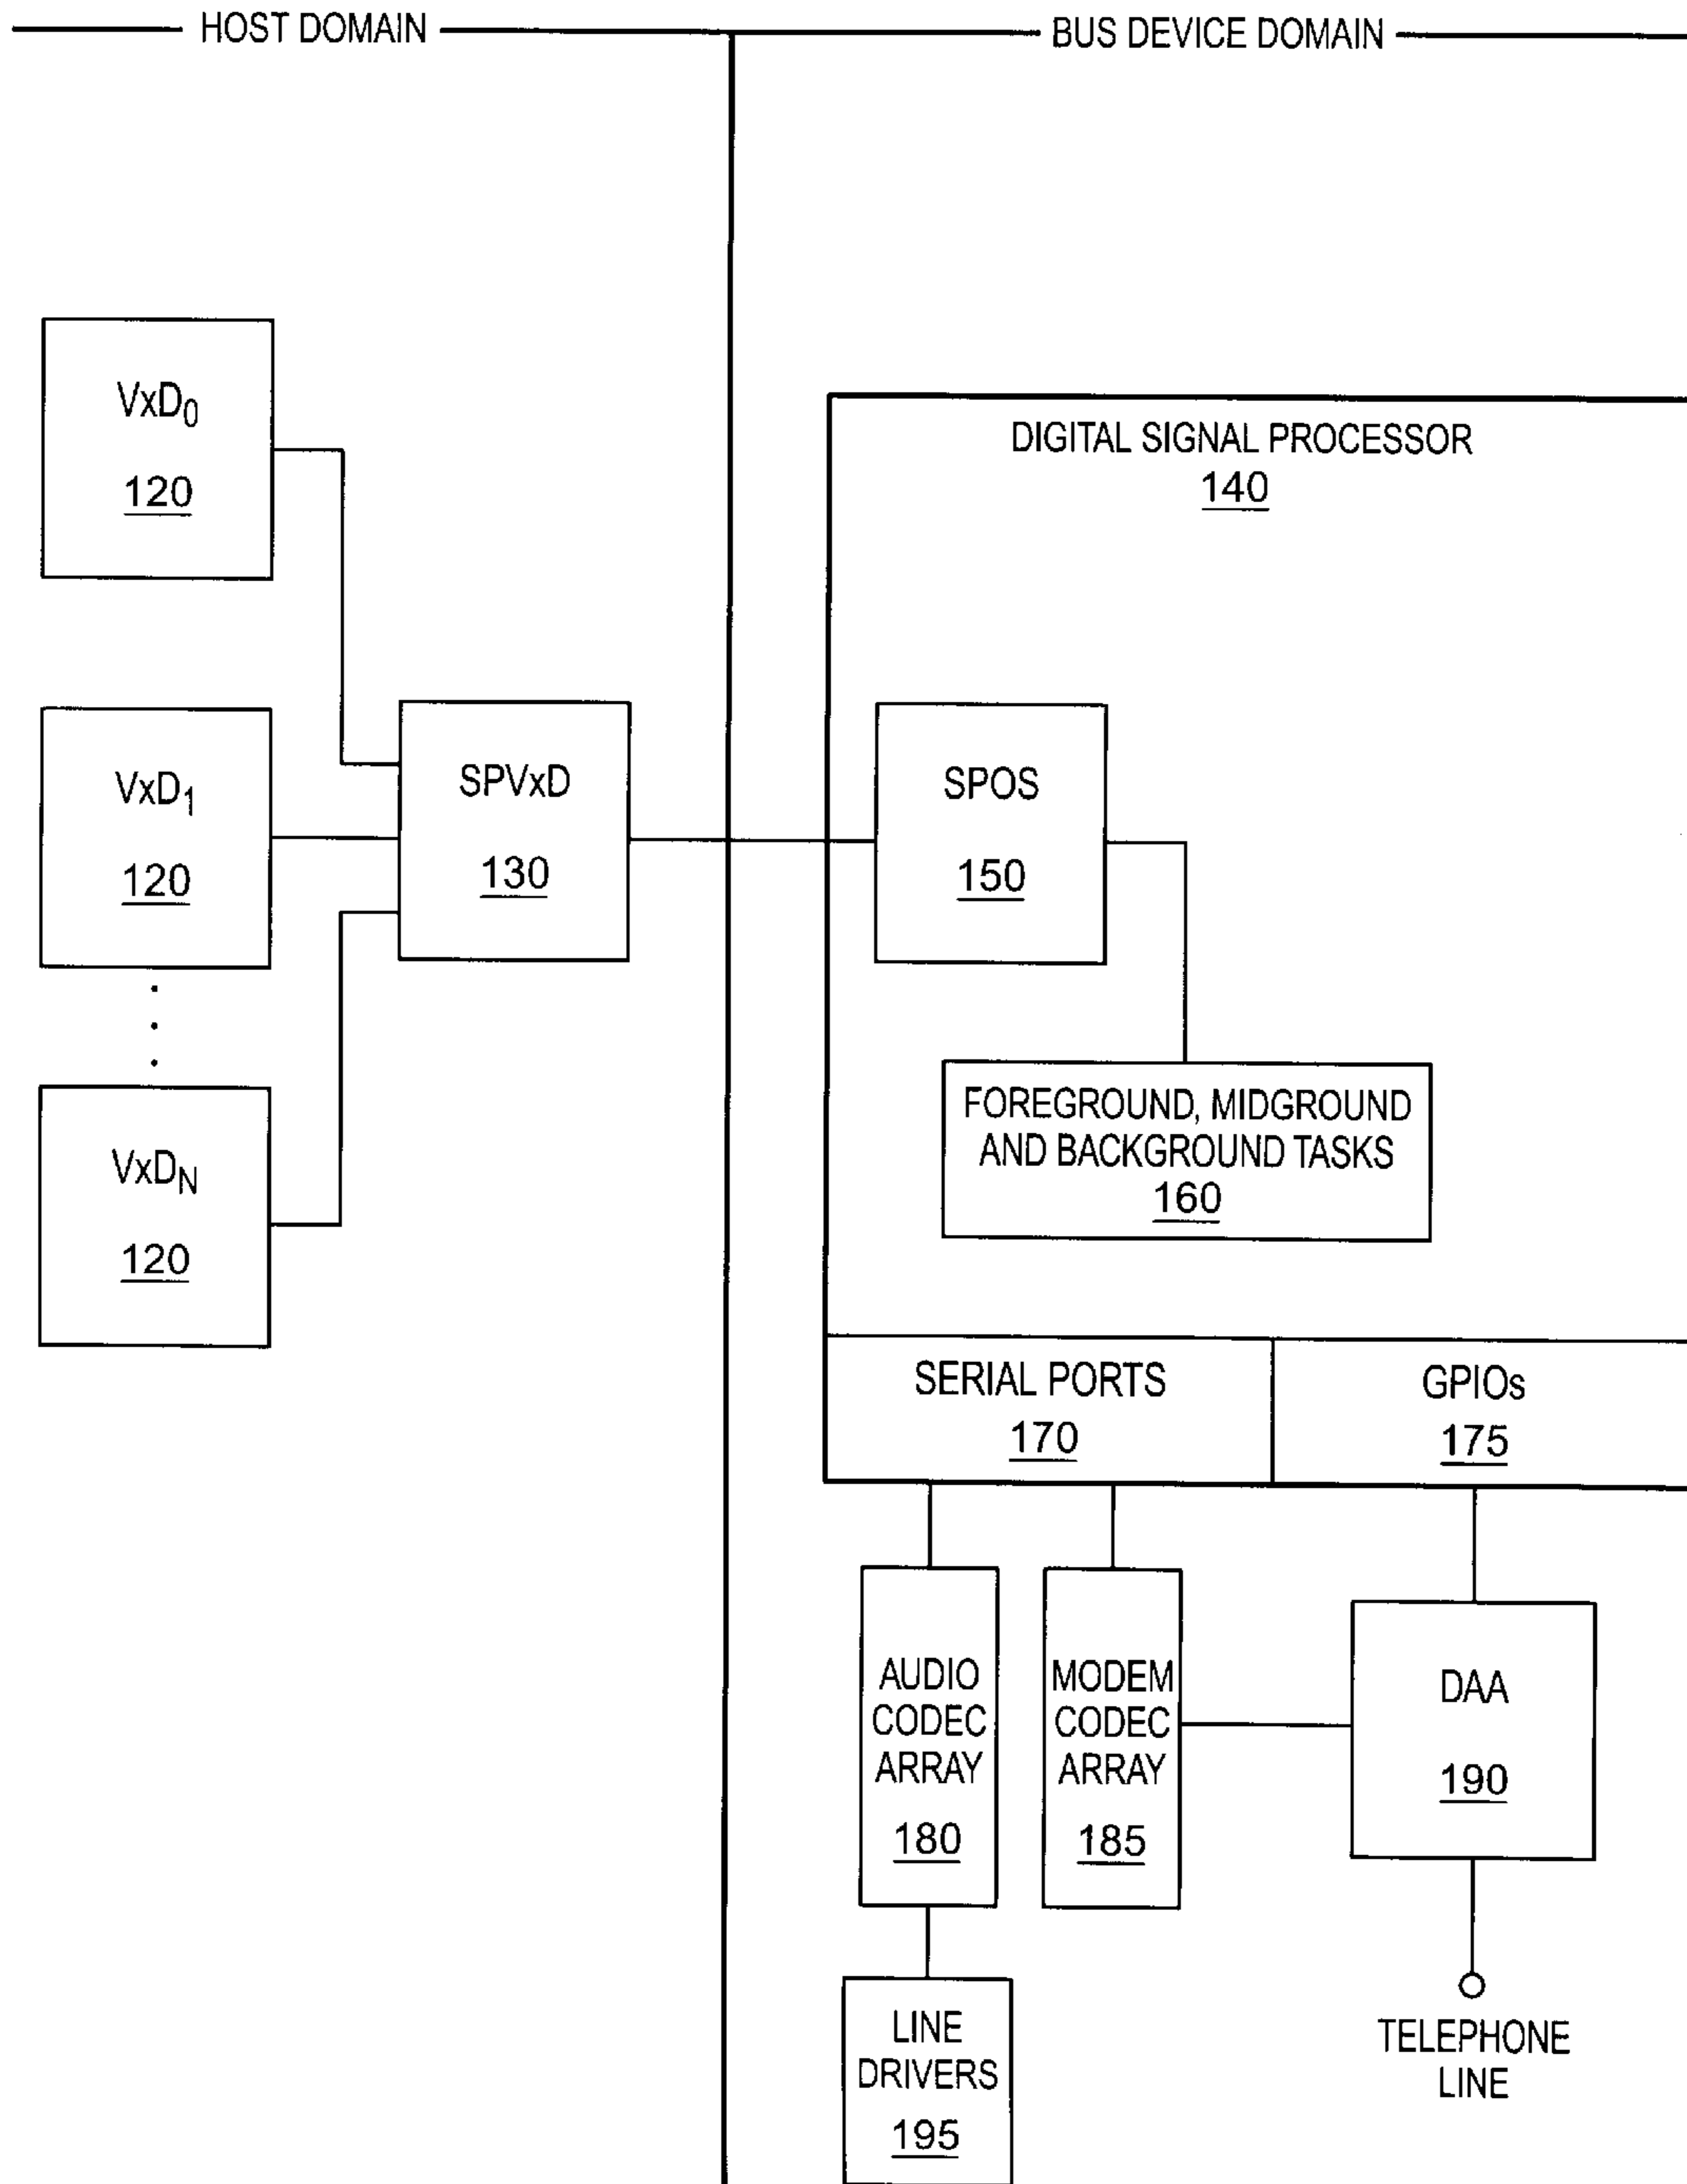 HOST DOMAIN
BUS DEVICE DOMAIN
VxD0
120
DIGITAL SIGNAL PROCESSOR
140
VxD1
120
SPVxD
130
SPOS
150
VxDN
120
FOREGROUND, MIDGROUND
AND BACKGROUND TASKS
160
SERIAL PORTS
170
GPIOs
175
AUDIO
CODEC
ARRAY
180
MODEM
CODEC
ARRAY
185
DAA
190
LINE
DRIVERS
195
TELEPHONE
LINE